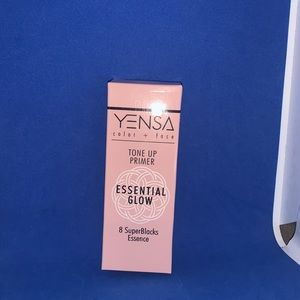 YENSA
color + face
TONE UP
PRIMER
ESSENTIAL
GLOW
8 SuperBlacks
Essence